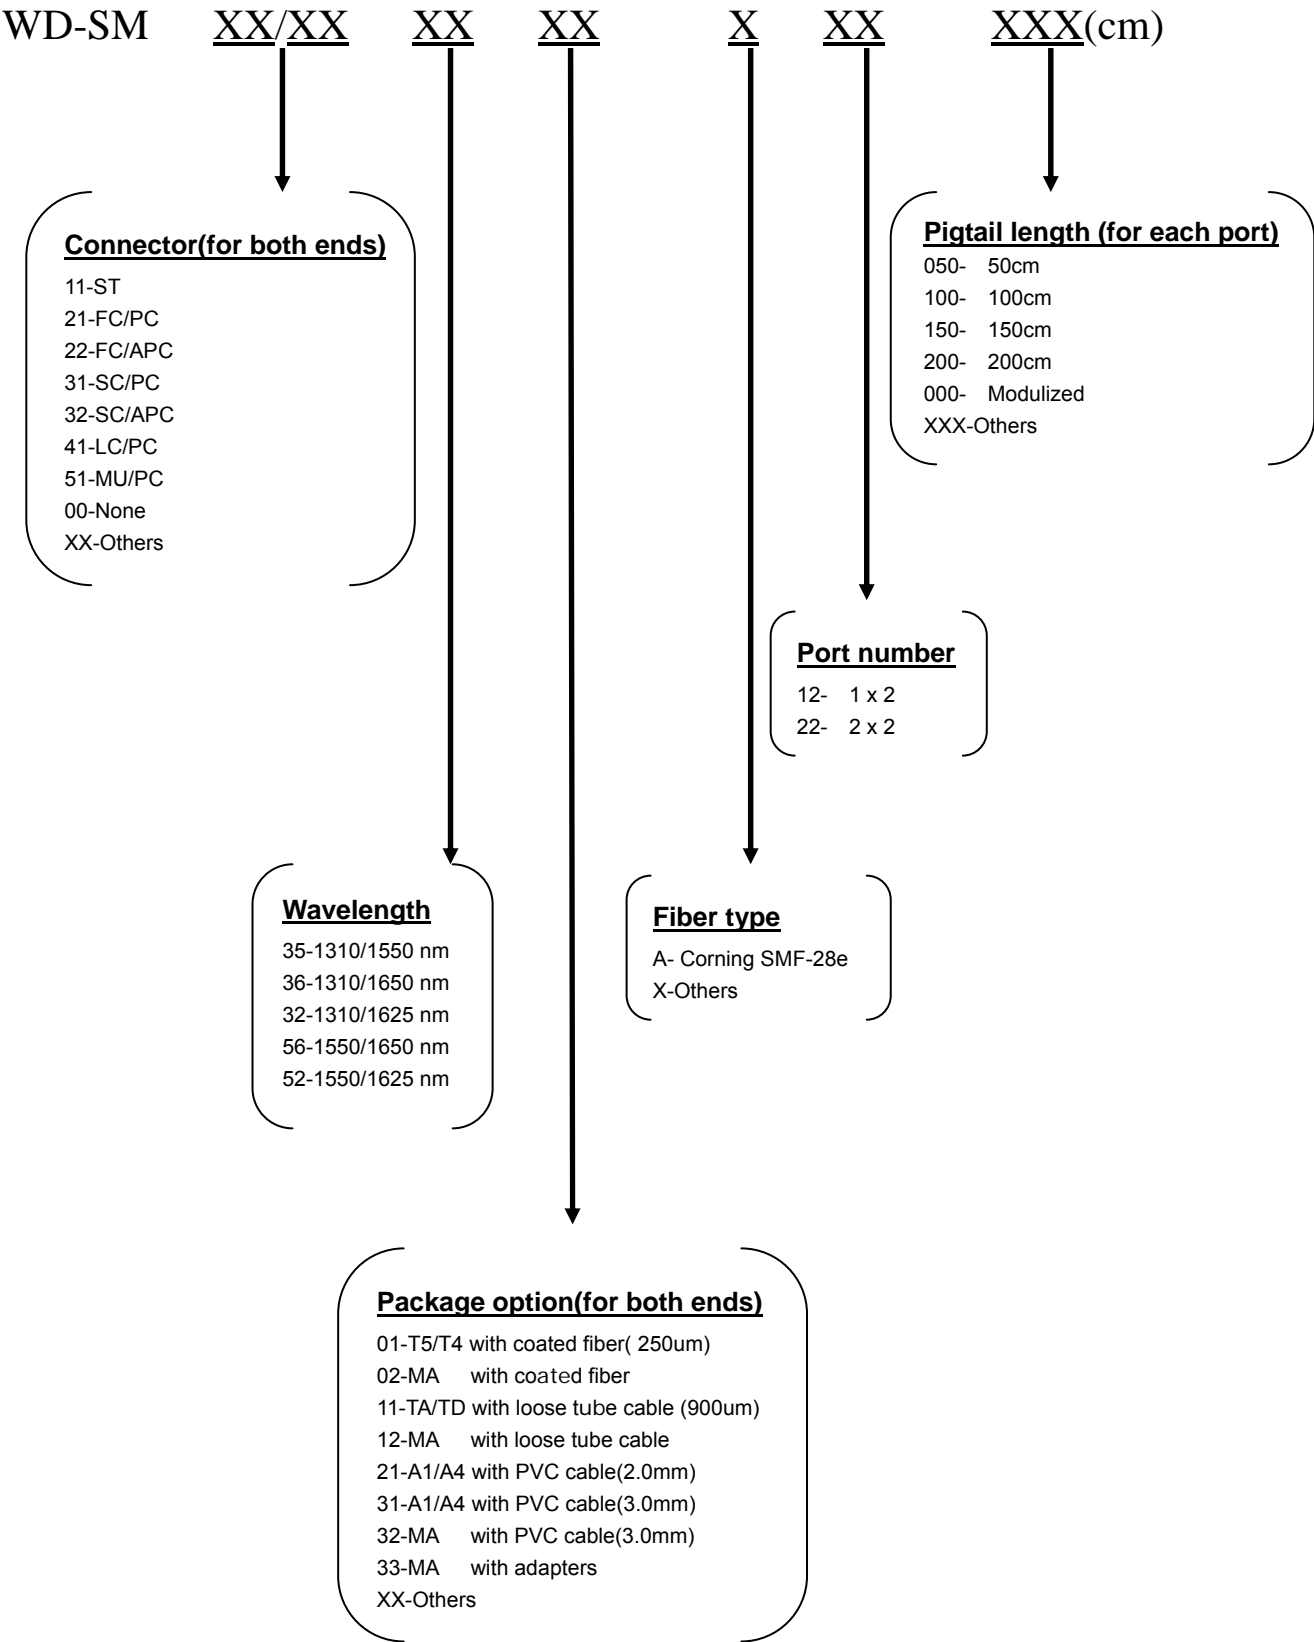 WD-SM XX/XX XX XX X XX XXX(cm)
Connector(for both ends)
11-ST
21-FC/PC
22-FC/APC
31-SC/PC
32-SC/APC
41-LC/PC
51-MU/PC
00-None
XX-Others
Pigtail length (for each port)
050- 50cm
100- 100cm
150- 150cm
200- 200cm
000- Modulized
XXX-Others
Port number
12- 1 x 2
22- 2 x 2
Wavelength
35-1310/1550 nm
36-1310/1650 nm
32-1310/1625 nm
56-1550/1650 nm
52-1550/1625 nm
Fiber type
A- Corning SMF-28e
X-Others
Package option(for both ends)
01-T5/T4 with coated fiber( 250um)
02-MA with coated fiber
11-TA/TD with loose tube cable (900um)
12-MA with loose tube cable
21-A1/A4 with PVC cable(2.0mm)
31-A1/A4 with PVC cable(3.0mm)
32-MA with PVC cable(3.0mm)
33-MA with adapters
XX-Others